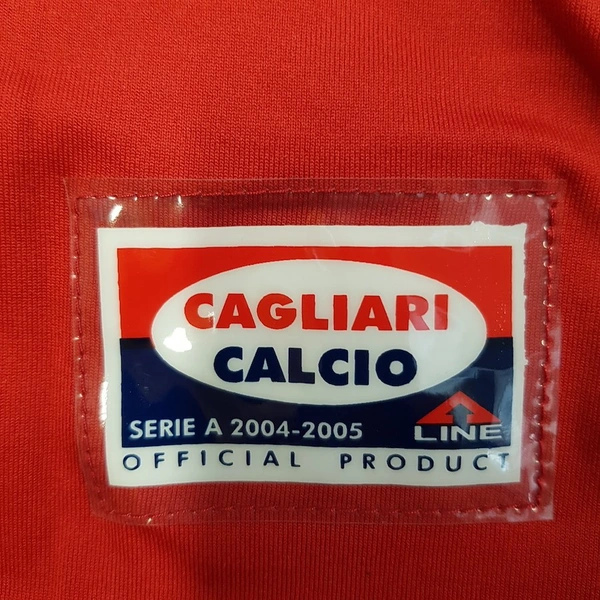 CAGLIARI
CALCIO
SERIE A 2004-2005
LINE
OFFICIAL PRODUCT